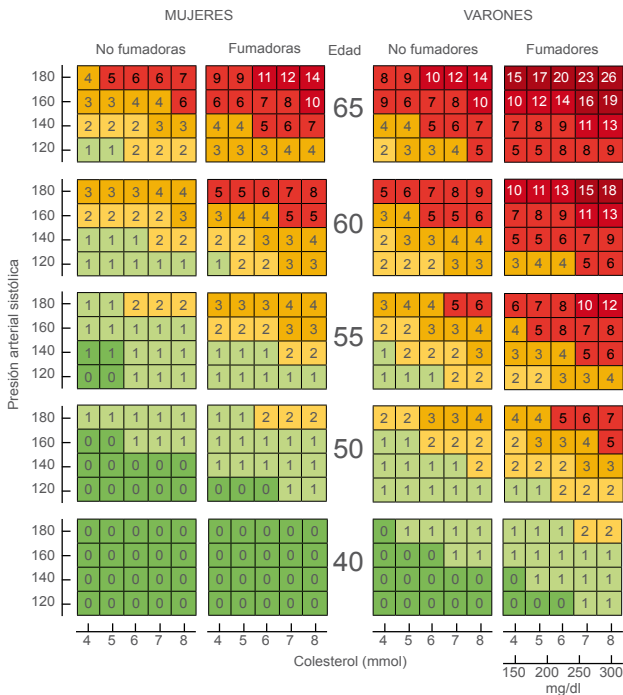 MUJERES VARONES
No fumadoras Fumadoras Edad No fumadores Fumadores
180 4 5 6 6 7 9 9 11 12 14 8 9 10 12 14 15 17 20 23 26
160 3 3 4 4 6 6 6 7 8 10 9 6 7 8 10 10 12 14 16 19
65
140 2 2 2 3 3 4 4 5 6 7 4 4 5 6 7 7 8 9 11 13
120 1 1 2 2 2 3 3 3 4 4 2 3 3 4 5 5 5 6 8 9
180 3 3 3 4 4 5 5 6 7 8 5 6 7 8 9 10 11 13 15 18
160 2 2 2 2 3 3 4 4 5 5 3 4 5 5 6 7 8 9 11 13
60
140 1 1 1 2 2 2 2 3 3 4 2 3 3 4 4 5 5 6 7 9
120 1 1 1 1 1 1 2 2 3 3 2 2 2 3 3 3 4 4 5 6
180 1 1 2 2 2 3 3 3 4 4 3 4 4 5 6 6 7 8 10 12
160 1 1 1 1 1 2 2 2 3 3 2 2 3 3 4 4 5 8 7 8
55
140 1 1 1 1 1 1 1 1 2 2 1 2 2 2 3 3 3 4 5 6
120 0 0 1 1 1 1 1 1 1 1 1 1 1 2 2 2 2 3 3 4
180 1 1 1 1 1 1 1 2 2 2 2 2 3 3 4 4 4 5 6 7
160 0 0 1 1 1 1 1 1 1 1 1 1 2 2 2 2 3 3 4 5
50
140 0 0 0 0 0 1 1 1 1 1 1 1 1 1 2 2 2 2 3 3
120 0 0 0 0 0 0 0 0 1 1 1 1 1 1 1 1 1 2 2 2
180 0 0 0 0 0 0 0 0 0 0 0 1 1 1 1 1 1 1 2 2
160 0 0 0 0 0 0 0 0 0 0 0 0 0 1 1 1 1 1 1 1
40
140 0 0 0 0 0 0 0 0 0 0 0 0 0 0 0 0 1 1 1 1
120 0 0 0 0 0 0 0 0 0 0 0 0 0 0 0 0 0 0 1 1
Presión arterial sistólica
4 5 6 7 8 4 5 6 7 8 4 5 6 7 8 4 5 6 7 8
Colesterol (mmol)
150 200 250 300
mg/dl